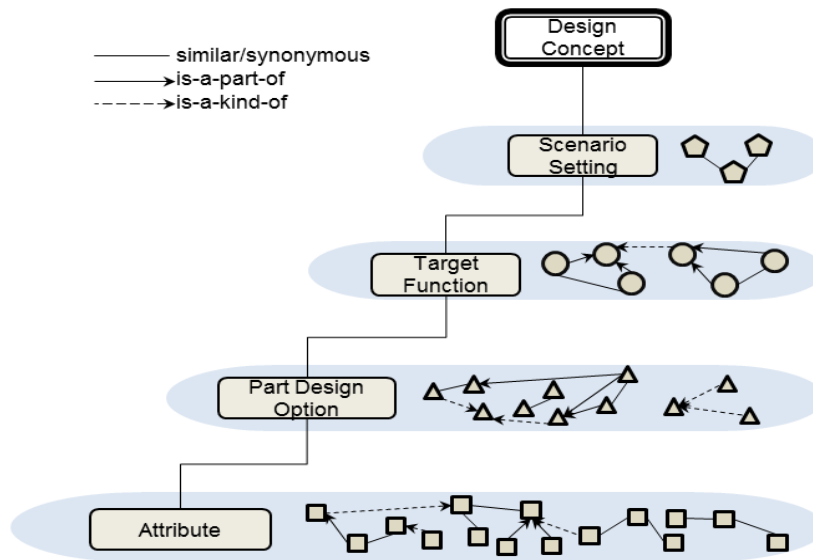 Design
Concept
similar/synonymous
is-a-part-of
is-a-kind-of
Scenario
Setting
Target
Function
Part Design
Option
Attribute